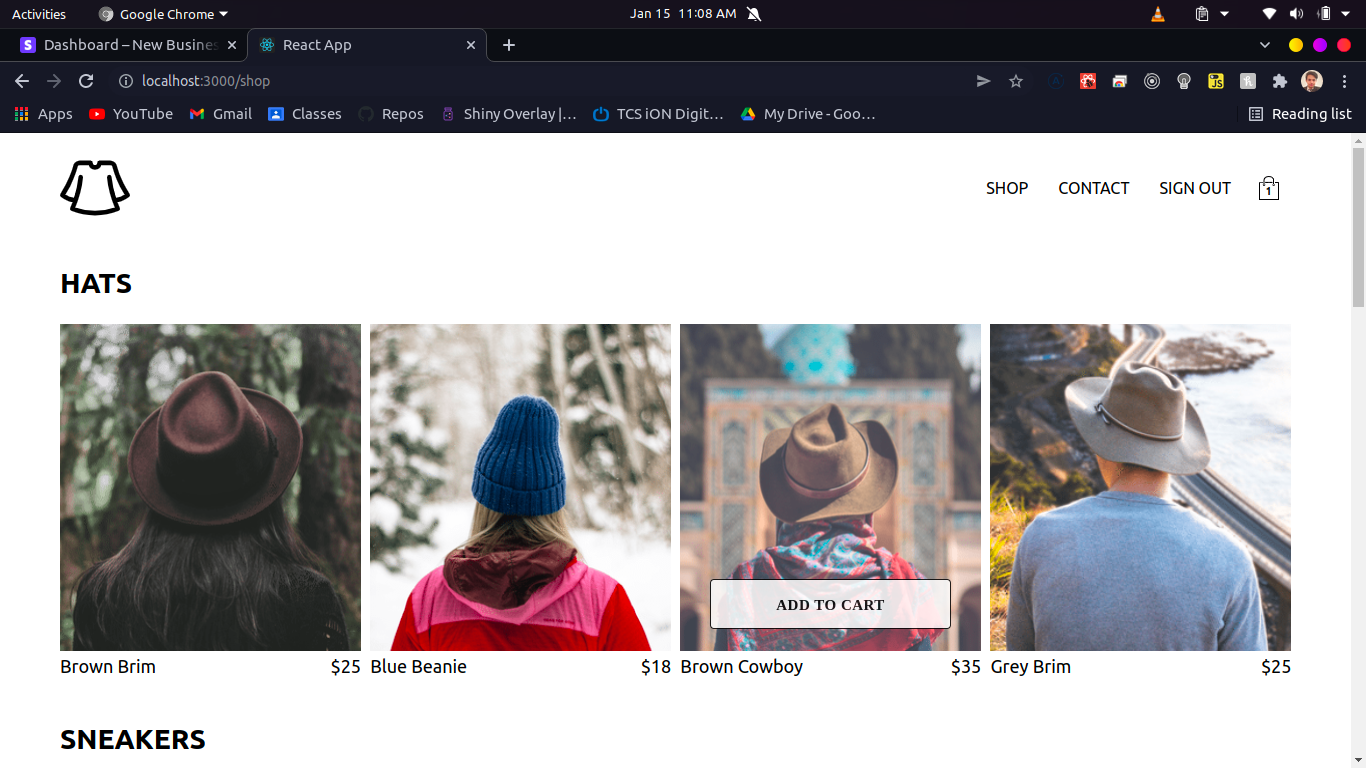 Activities Google Chrome Jan 15 11:08 AM
Dashboard – New Busines React App
localhost:3000/shop
Apps YouTube Gmail Classes Repos Shiny Overlay |… TCS iON Digit… My Drive - Goo… Reading list
SHOP CONTACT SIGN OUT 1
HATS
ADD TO CART
Brown Brim $25 Blue Beanie $18 Brown Cowboy $35 Grey Brim $25
SNEAKERS